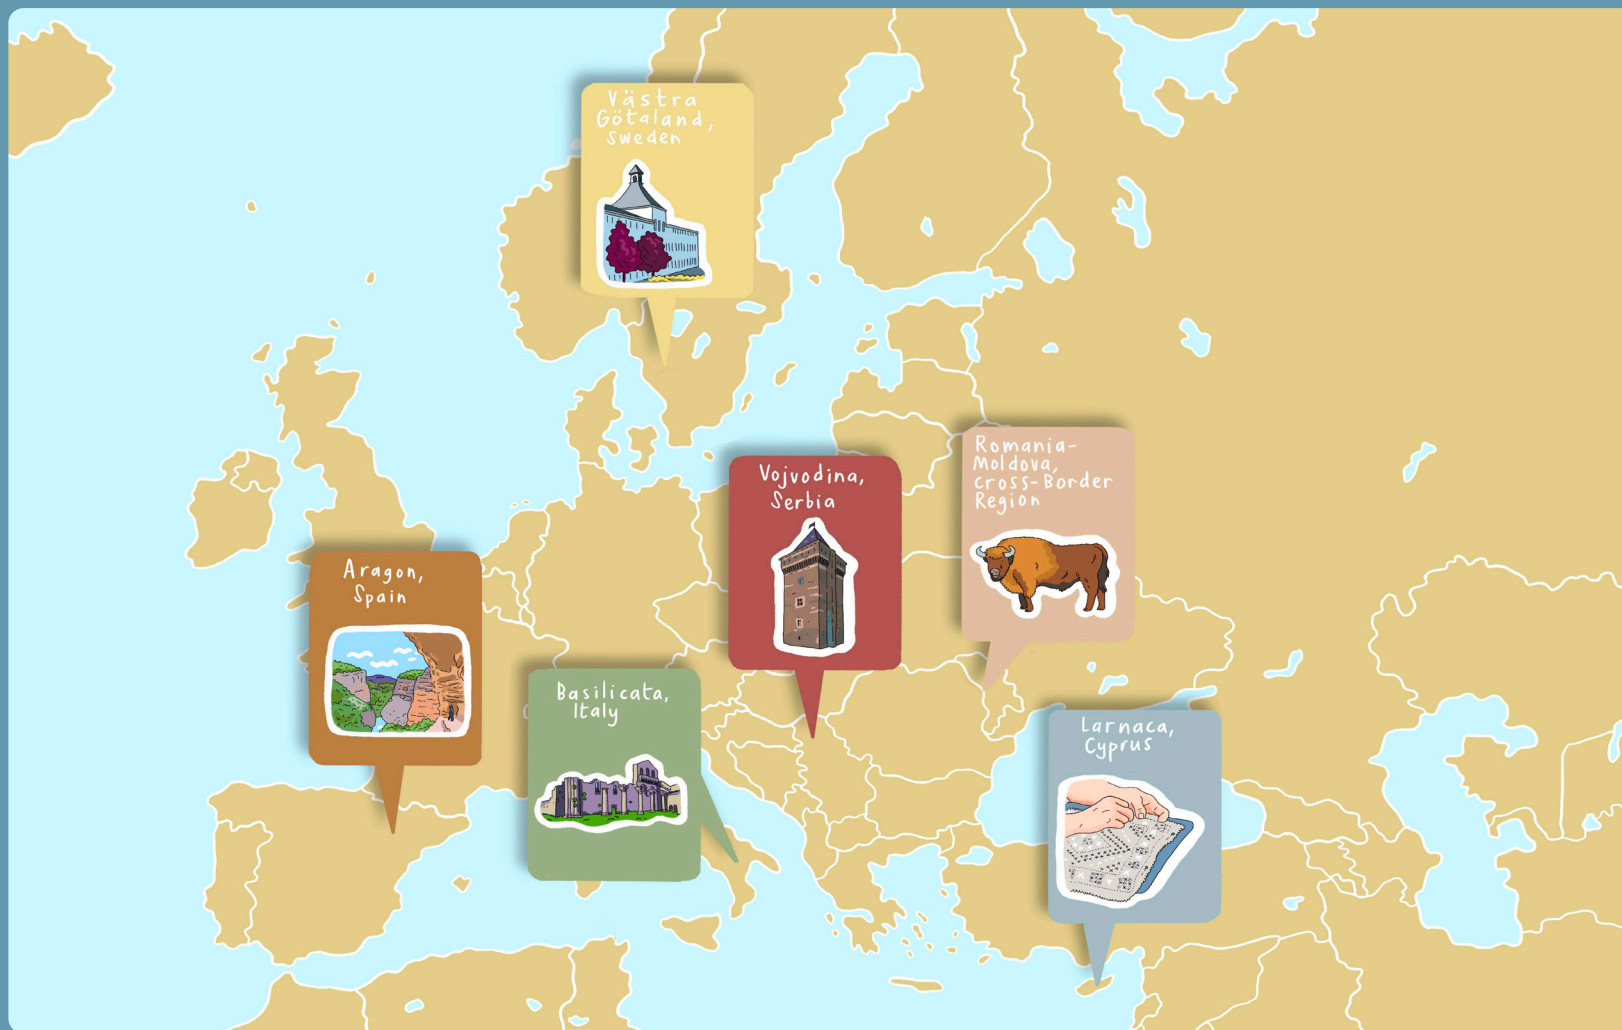 Västra
Götaland,
Sweden
Romania-
Moldova,
cross-Border
Region
Vojvodina,
Serbia
Aragon,
Spain
Basilicata,
Italy
Larnaca,
Cyprus